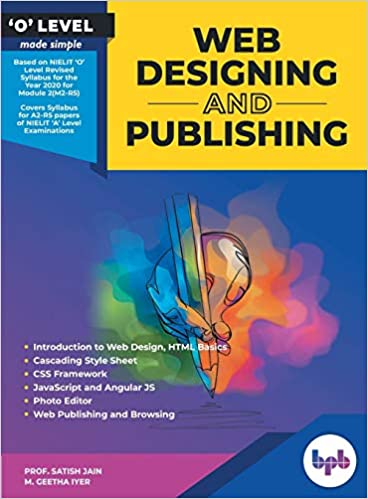 'O' LEVEL
made simple
Based on NIELIT 'O'
Level Revised
Syllabus for the
Year 2020 for
Module 2(M2-R5)
Covers Syllabus
for A2-R5 papers
of NIELIT 'A' Level
Examinations
WEB
DESIGNING
AND
PUBLISHING
Introduction to Web Design, HTML Basics
Cascading Style Sheet
CSS Framework
JavaScript and Angular JS
Photo Editor
Web Publishing and Browsing
PROF. SATISH JAIN
M. GEETHA IYER
bpb